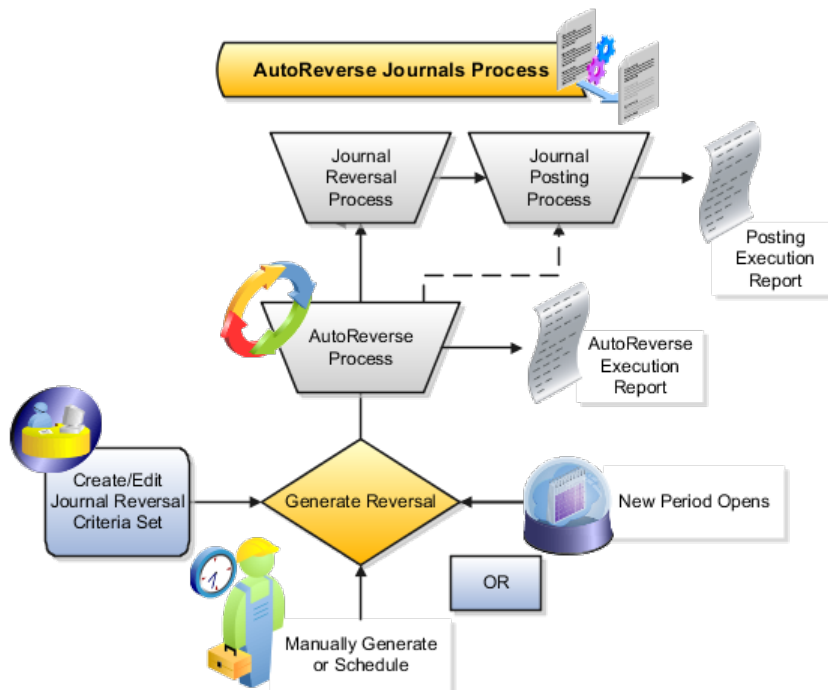 AutoReverse Journals Process
Journal
Reversal
Process
Journal
Posting
Process
Posting
Execution
Report
AutoReverse
Process
AutoReverse
Execution
Report
Create/Edit
Journal Reversal
Criteria Set
Generate Reversal
New Period Opens
OR
Manually Generate
or Schedule